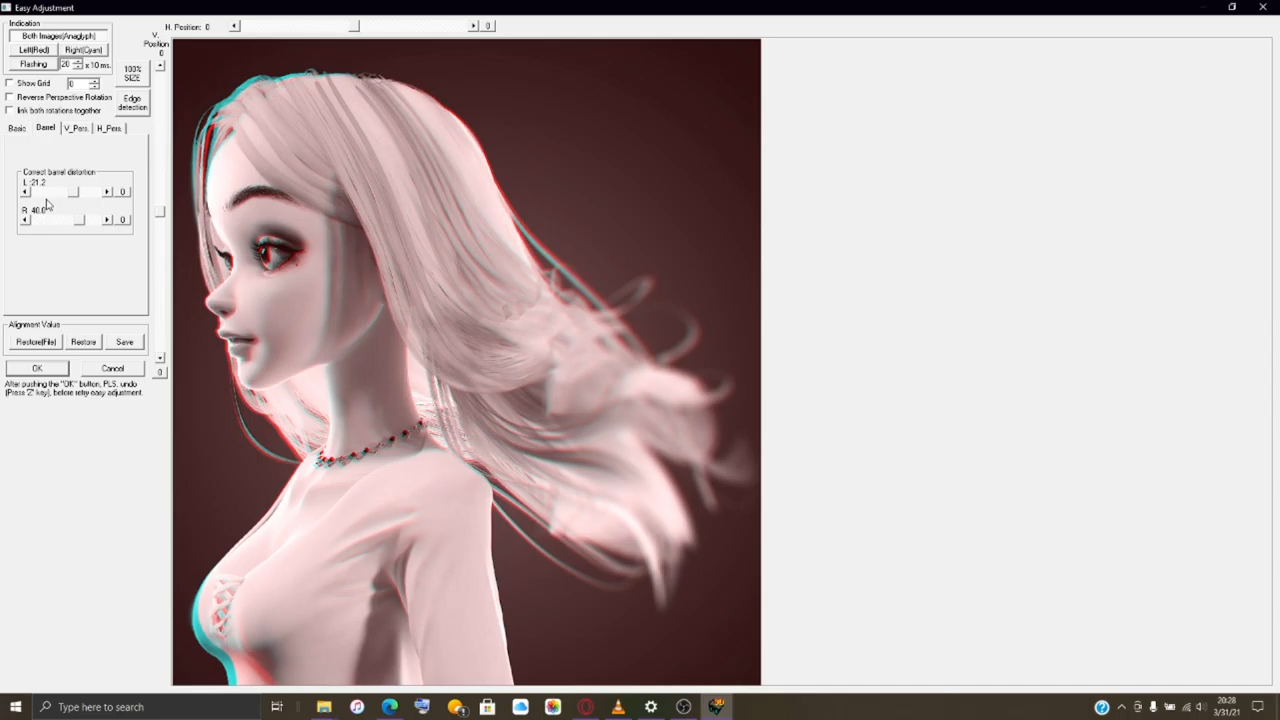 Easy Adjustment
Indication
Both Images(Anaglyph)
Left(Red) Right(Cyan)
Flashing 20 x 10 ms.
Show Grid 0
Reverse Perspective Rotation
link both rotations together
V. Position 0
100% SIZE
Edge detection
H. Position: 0
0
Basic Barrel V_Pers. H_Pers.
Correct barrel distortion
L :21.2
0
R :40.0
0
Alignment Value
Restore(File) Restore Save
OK Cancel
0
After pushing the "OK" button, PLS. undo
(Press 'Z' key), before retry easy adjustment.
Type here to search
20:28
3/31/21